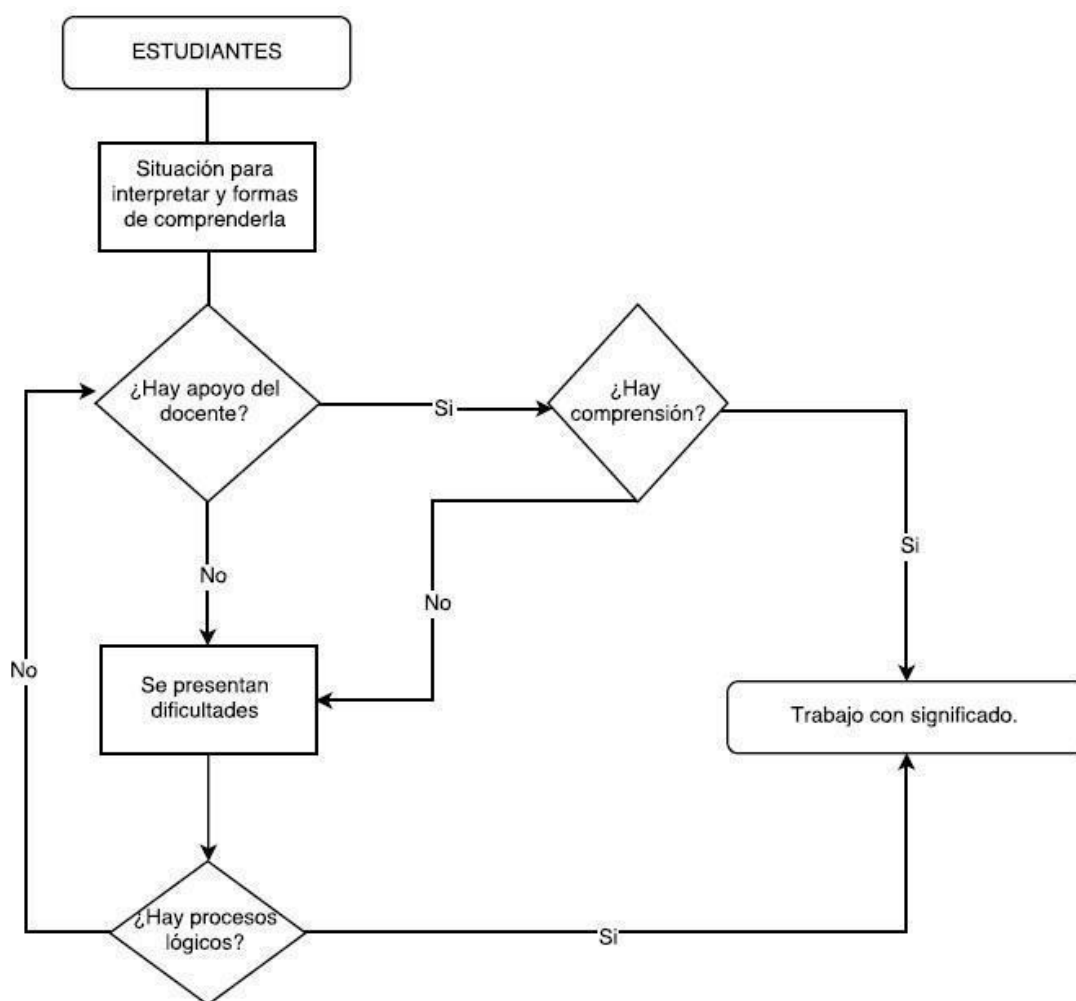 ESTUDIANTES
Situación para
interpretar y formas
de comprenderla
¿Hay apoyo del
docente?
Si
¿Hay
comprensión?
Si
No
No
No
Se presentan
dificultades
Trabajo con significado.
¿Hay procesos
lógicos?
Si